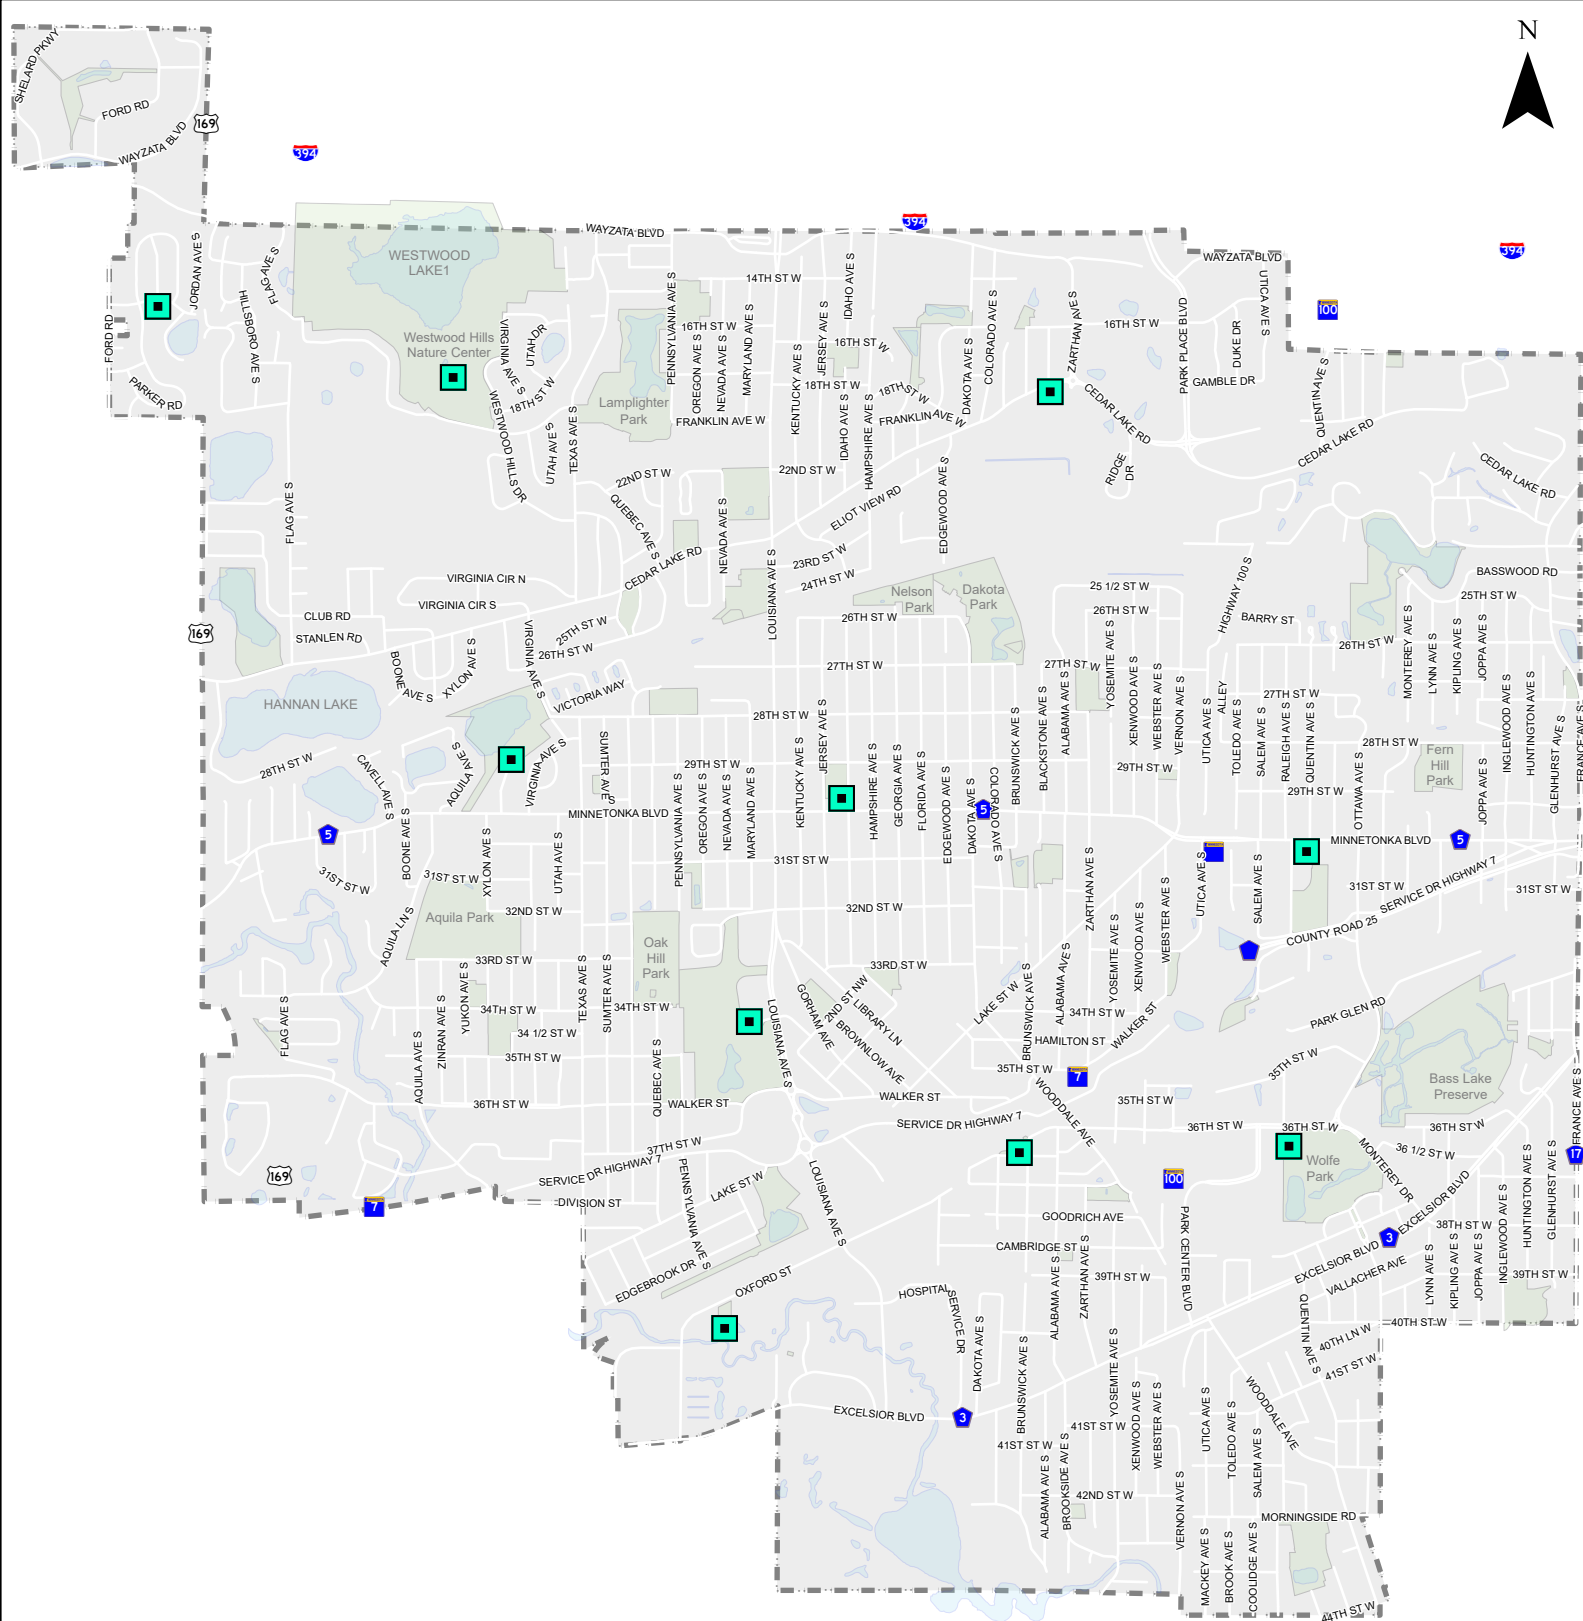 N
SHELARD PKWY
FORD RD
WAYZATA BLVD
169
394
394
394
100
WAYZATA BLVD
WAYZATA BLVD
WESTWOOD
LAKE1
Westwood Hills
Nature Center
JORDAN AVE S
FLAG AVE S
HILLSBORO AVE S
FORD RD
PARKER RD
VIRGINIA AVE S
UTAH DR
18TH ST W
WESTWOOD HILLS DR
UTAH AVE S
TEXAS AVE S
Lamplighter
Park
PENNSYLVANIA AVE S
14TH ST W
16TH ST W
OREGON AVE S
NEVADA AVE S
MARYLAND AVE S
FRANKLIN AVE W
KENTUCKY AVE S
JERSEY AVE S
IDAHO AVE S
16TH ST W
18TH ST W
18TH ST W
IDAHO AVE S
HAMPSHIRE AVE S
FRANKLIN AVE W
DAKOTA AVE S
COLORADO AVE S
ZARTHAN AVE S
16TH ST W
PARK PLACE BLVD
DUKE DR
UTICA AVE S
GAMBLE DR
CEDAR LAKE RD
RIDGE
DR
QUENTIN AVE S
CEDAR LAKE RD
CEDAR LAKE RD
22ND ST W
22ND ST W
QUEBEC AVE S
CEDAR LAKE RD
NEVADA AVE S
LOUISIANA AVE S
ELIOT VIEW RD
EDGEWOOD AVE S
23RD ST W
24TH ST W
Nelson
Park
Dakota
Park
FLAG AVE S
VIRGINIA CIR N
VIRGINIA CIR S
CLUB RD
STANLEN RD
169
25TH ST W
26TH ST W
26TH ST W
25 1/2 ST W
26TH ST W
HIGHWAY 100 S
BARRY ST
BASSWOOD RD
25TH ST W
26TH ST W
MONTEREY AVE S
LYNN AVE S
KIPLING AVE S
JOPPA AVE S
HANNAN LAKE
BOONE AVE S
XYLON AVE S
VIRGINIA AVE S
VICTORIA WAY
27TH ST W
27TH ST W
27TH ST W
28TH ST W
28TH ST W
28TH ST W
CAVELL AVE S
AQUILA AVE S
VIRGINIA AVE S
SUMTER AVE S
PENNSYLVANIA AVE S
29TH ST W
OREGON AVE S
NEVADA AVE S
MARYLAND AVE S
KENTUCKY AVE S
JERSEY AVE S
HAMPSHIRE AVE S
GEORGIA AVE S
FLORIDA AVE S
EDGEWOOD AVE S
DAKOTA AVE S
COLORADO AVE S
BRUNSWICK AVE S
BLACKSTONE AVE S
ALABAMA AVE S
YOSEMITE AVE S
XENWOOD AVE S
WEBSTER AVE S
VERNON AVE S
UTICA AVE S
ALLEY
TOLEDO AVE S
SALEM AVE S
RALEIGH AVE S
QUENTIN AVE S
OTTAWA AVE S
Fern
Hill
Park
INGLEWOOD AVE S
HUNTINGTON AVE S
GLENHURST AVE S
FRANCE AVE S
JOPPA AVE S
29TH ST W
29TH ST W
MINNETONKA BLVD
MINNETONKA BLVD
5
5
5
BOONE AVE S
31ST ST W
31ST ST W
XYLON AVE S
UTAH AVE S
31ST ST W
31ST ST W
31ST ST W
SERVICE DR HIGHWAY 7
COUNTY ROAD 25
AQUILA LN S
Aquila Park
32ND ST W
32ND ST W
33RD ST W
33RD ST W
Oak
Hill
Park
ZARTHAN AVE S
WEBSTER AVE S
UTICA AVE S
SALEM AVE S
FLAG AVE S
YUKON AVE S
ZINRAN AVE S
AQUILA AVE S
TEXAS AVE S
SUMTER AVE S
34TH ST W
34TH ST W
34 1/2 ST W
35TH ST W
36TH ST W
QUEBEC AVE S
WALKER ST
LOUISIANA AVE S
GORHAM AVE
2ND ST NW
LIBRARY LN
BROWNLOW AVE
LAKE ST W
BRUNSWICK AVE S
ALABAMA AVE S
YOSEMITE AVE S
XENWOOD AVE S
34TH ST W
WALKER ST
HAMILTON ST
35TH ST W
7
WOODDALE AVE
WALKER ST
SERVICE DR HIGHWAY 7
35TH ST W
35TH ST W
PARK GLEN RD
Bass Lake
Preserve
36TH ST W
36TH ST W
36TH ST W
36 1/2 ST W
Wolfe
Park
MONTEREY DR
EXCELSIOR BLVD
FRANCE AVE S
17
HUNTINGTON AVE S
GLENHURST AVE S
INGLEWOOD AVE S
169
7
SERVICE DR HIGHWAY 7
37TH ST W
DIVISION ST
PENNSYLVANIA AVE S
LAKE ST W
LOUISIANA AVE S
EDGEBROOK DR
OXFORD ST
100
GOODRICH AVE
CAMBRIDGE ST
39TH ST W
PARK CENTER BLVD
3
EXCELSIOR BLVD
VALLACHER AVE
38TH ST W
39TH ST W
LYNN AVE S
KIPLING AVE S
JOPPA AVE S
40TH ST W
HOSPITAL
SERVICE DR
DAKOTA AVE S
ALABAMA AVE S
ZARTHAN AVE S
BRUNSWICK AVE S
YOSEMITE AVE S
QUENTIN AVE S
40TH LN W
41ST ST W
WOODDALE AVE
EXCELSIOR BLVD
3
41ST ST W
41ST ST W
XENWOOD AVE S
WEBSTER AVE S
UTICA AVE S
TOLEDO AVE S
SALEM AVE S
ALABAMA AVE S
BROOKSIDE AVE S
42ND ST W
VERNON AVE S
MORNINGSIDE RD
MACKEY AVE S
BROOK AVE S
COOLIDGE AVE S
44TH ST W